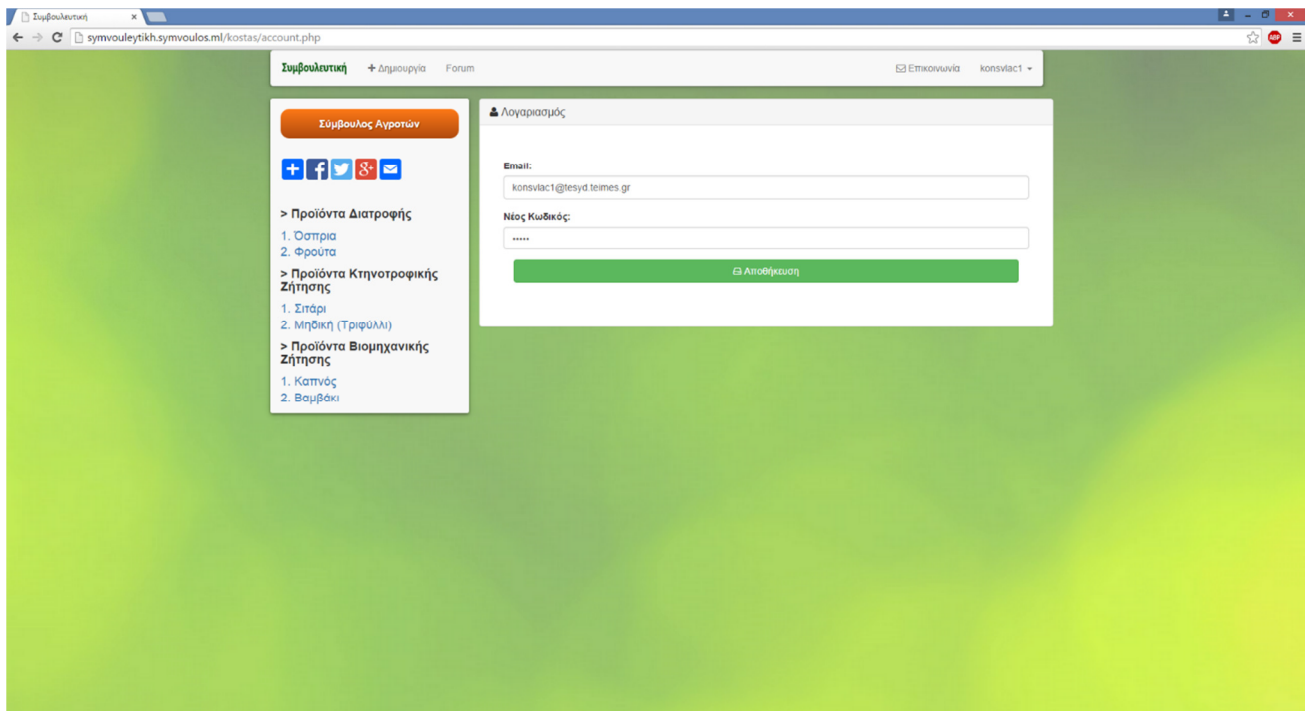 Συμβουλευτική
symvouleytikh.symvoulos.ml/kostas/account.php
ABP
Συμβουλευτική + Δημιουργία Forum Επικοινωνία konsvlac1
Σύμβουλος Αγροτών
> Προϊόντα Διατροφής
1. Όσπρια
2. Φρούτα
> Προϊόντα Κτηνοτροφικής
Ζήτησης
1. Σιτάρι
2. Μηδική (Τριφύλλι)
> Προϊόντα Βιομηχανικής
Ζήτησης
1. Καπνός
2. Βαμβάκι
Λογαριασμός
Email:
konsvlac1@tesyd.teimes.gr
Νέος Κωδικός:
•••••
Αποθήκευση